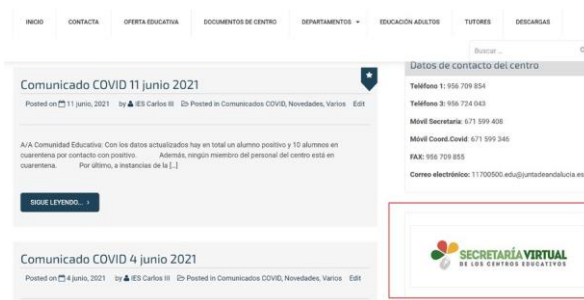 INICIO CONTACTA OFERTA EDUCATIVA DOCUMENTOS DE CENTRO DEPARTAMENTOS EDUCACIÓN ADULTOS TUTORES DESCARGAS
Buscar ...
Comunicado COVID 11 junio 2021
Posted on 11 junio, 2021 by IES Carlos III Posted in Comunicados COVID, Novedades, Varios Edit
A/A Comunidad Educativa: Con los datos actualizados hay en total un alumno positivo y 10 alumnos en
cuarentena por contacto con positivo. Además, ningún miembro del personal del centro está en
cuarentena. Por último, a instancias de la [...]
SIGUE LEYENDO... >
Comunicado COVID 4 junio 2021
Posted on 4 junio, 2021 by IES Carlos III Posted in Comunicados COVID, Novedades, Varios Edit
Datos de contacto del centro
Teléfono 1: 956 709 854
Teléfono 3: 956 724 043
Móvil Secretaría: 671 599 408
Móvil Coord.Covid: 671 599 346
FAX: 956 709 855
Correo electrónico: 11700500.edu@juntadeandalucia.es
SECRETARÍA VIRTUAL
DE LOS CENTROS EDUCATIVOS